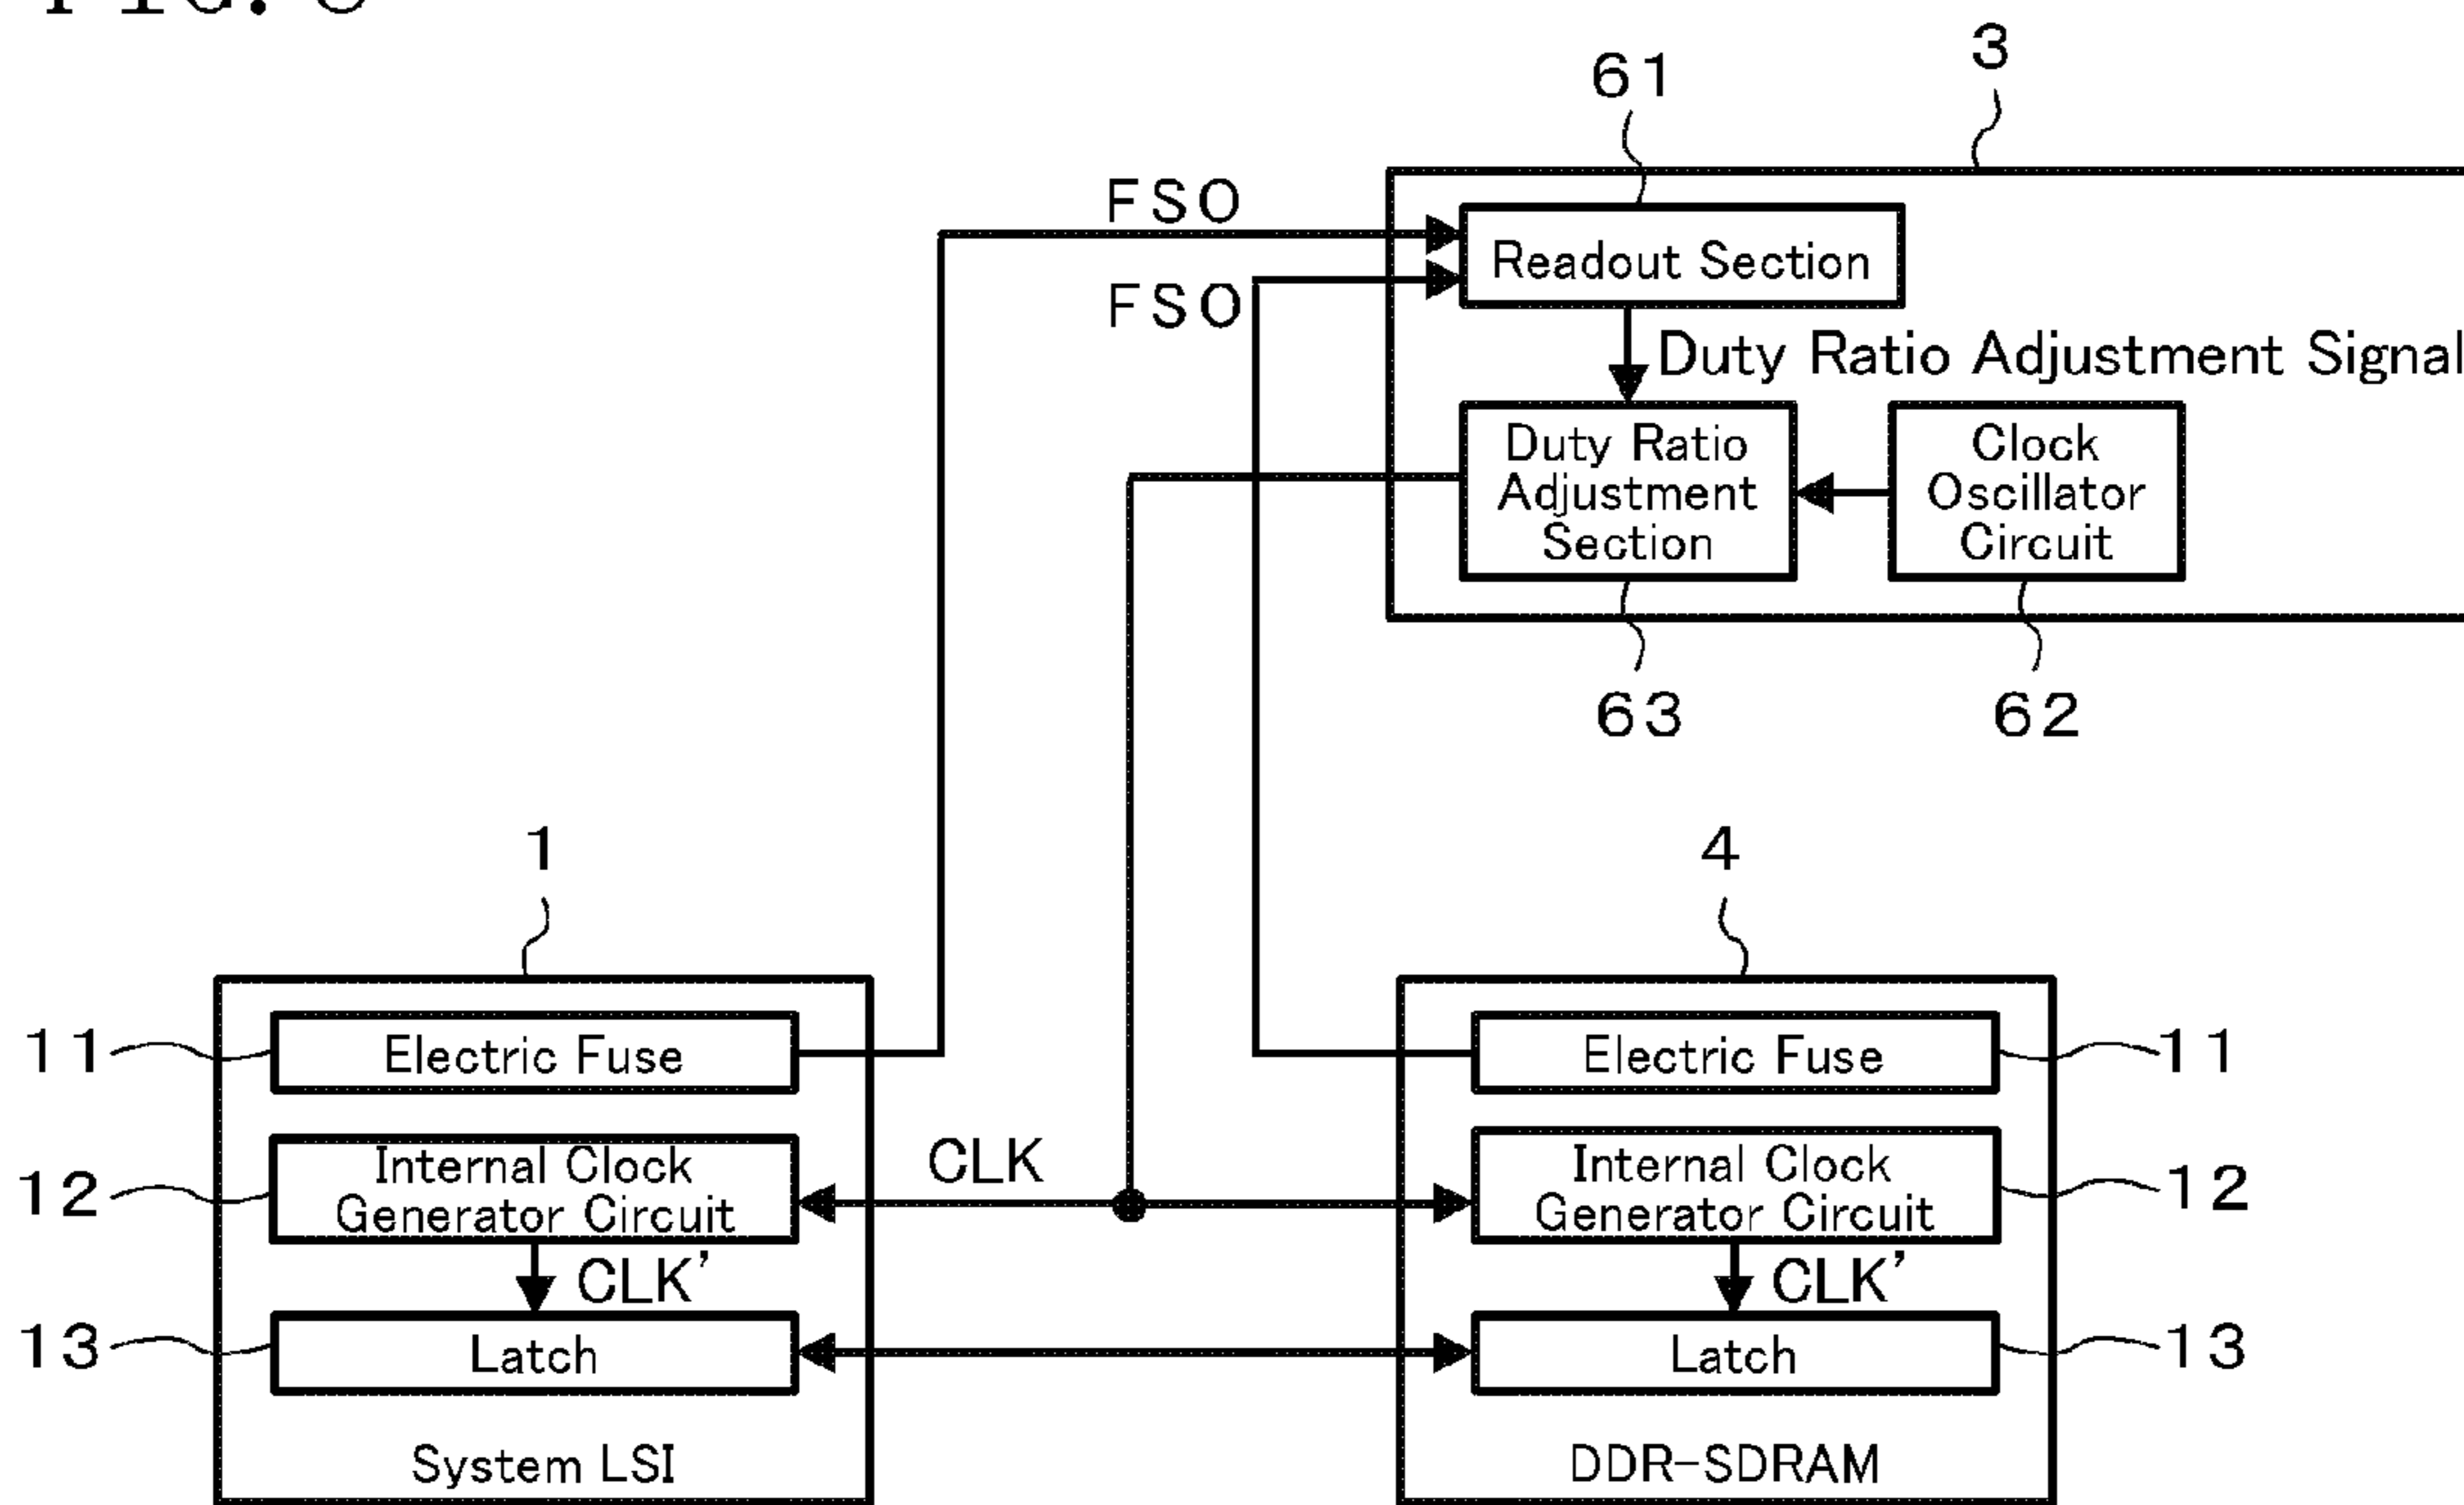 3
61
FSO
Readout Section
FSO
Duty Ratio Adjustment Signal
Duty Ratio
Adjustment
Section
Clock
Oscillator
Circuit
63
62
1
4
11
Electric Fuse
Electric Fuse
11
12
Internal Clock
Generator Circuit
CLK
Internal Clock
Generator Circuit
12
CLK'
CLK'
13
Latch
Latch
13
System LSI
DDR-SDRAM